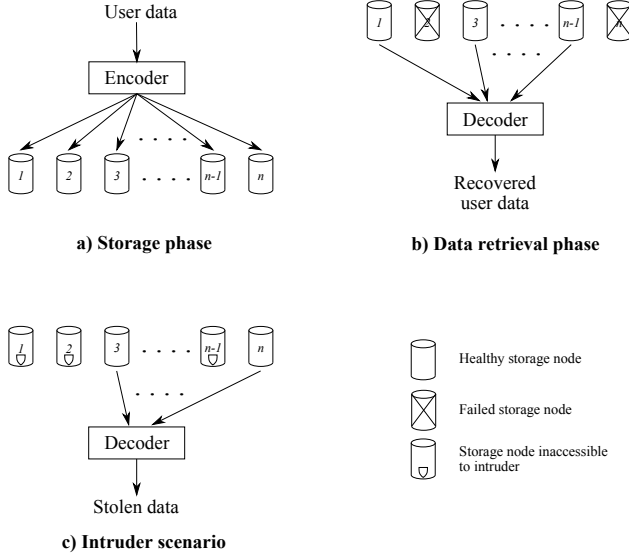 User data
Encoder
. . . .
1 2 3 . . . . n-1 n
a) Storage phase
1 2 3 . . . . n-1 n
. . . .
Decoder
Recovered
user data
b) Data retrieval phase
1 2 3 . . . . n-1 n
. . . .
Decoder
Stolen data
c) Intruder scenario
Healthy storage node
Failed storage node
Storage node inaccessible
to intruder